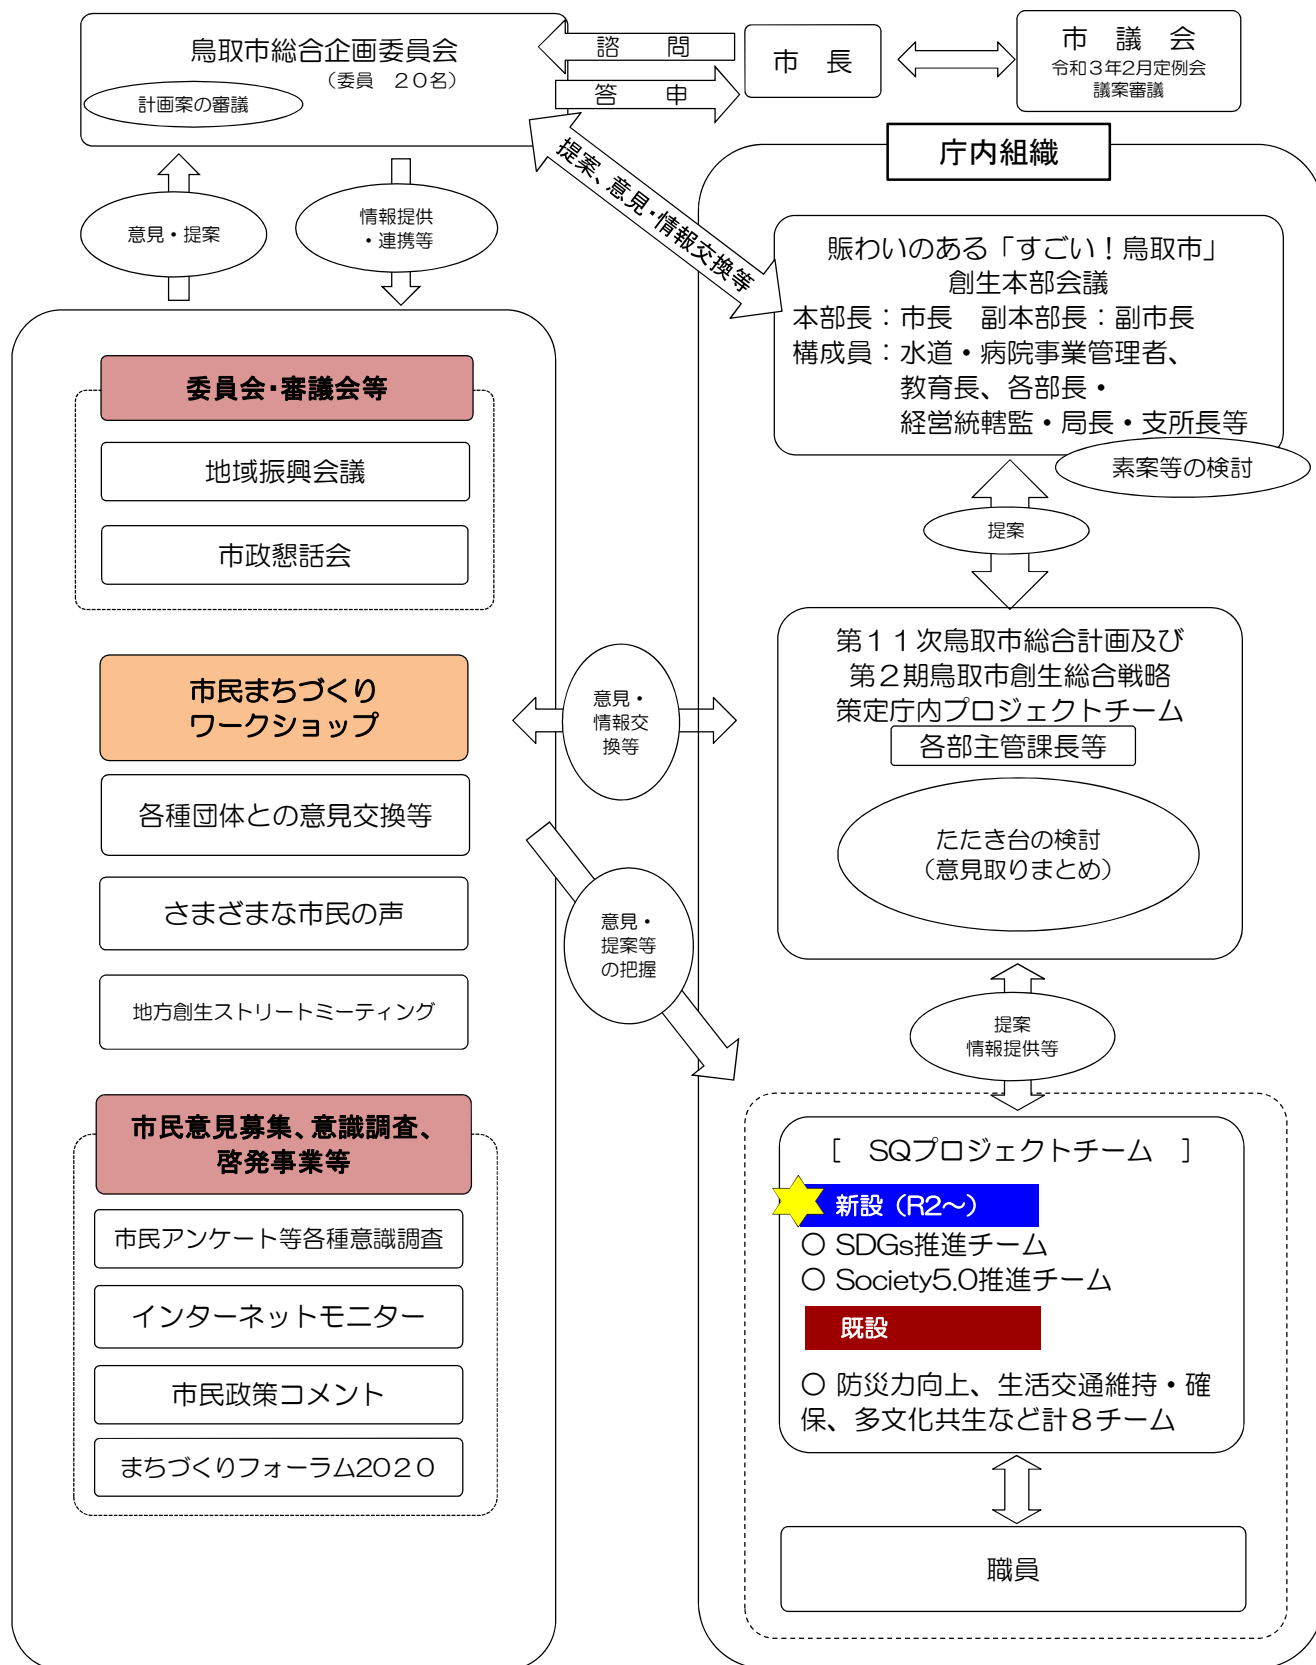 鳥取市総合企画委員会
（委員　２０名）
計画案の審議
諮　問
答　申
市　長
市　議　会
令和３年2月定例会
議案審議
提案、意見・情報交換等
意見・提案
情報提供
・連携等
庁内組織
賑わいのある「すごい！鳥取市」
創生本部会議
本部長：市長　副本部長：副市長
構成員：水道・病院事業管理者、
教育長、各部長・
経営統轄監・局長・支所長等
素案等の検討
提案
委員会・審議会等
地域振興会議
市政懇話会
市民まちづくり
ワークショップ
各種団体との意見交換等
さまざまな市民の声
地方創生ストリートミーティング
市民意見募集、意識調査、
啓発事業等
市民アンケート等各種意識調査
インターネットモニター
市民政策コメント
まちづくりフォーラム2020
意見・
情報交
換等
意見・
提案等
の把握
第１１次鳥取市総合計画及び
第２期鳥取市創生総合戦略
策定庁内プロジェクトチーム
各部主管課長等
たたき台の検討
（意見取りまとめ）
提案
情報提供等
［　SQプロジェクトチーム　］
新設（R2～）
〇 SDGs推進チーム
〇 Society5.0推進チーム
既設
〇 防災力向上、生活交通維持・確
保、多文化共生など計８チーム
職員